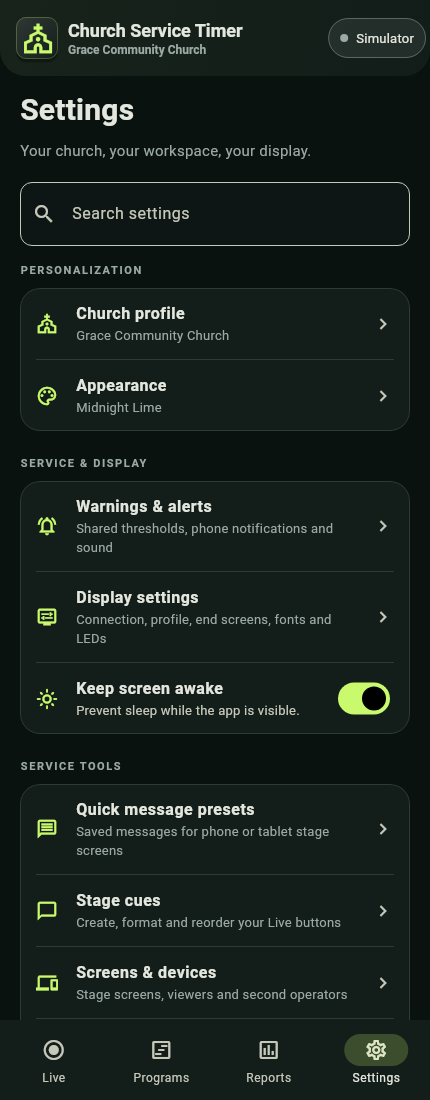 Church Service Timer
Grace Community Church
Simulator
Settings
Your church, your workspace, your display.
Search settings
PERSONALIZATION
Church profile
Grace Community Church
Appearance
Midnight Lime
SERVICE & DISPLAY
Warnings & alerts
Shared thresholds, phone notifications and
sound
Display settings
Connection, profile, end screens, fonts and
LEDs
Keep screen awake
Prevent sleep while the app is visible.
SERVICE TOOLS
Quick message presets
Saved messages for phone or tablet stage
screens
Stage cues
Create, format and reorder your Live buttons
Screens & devices
Stage screens, viewers and second operators
Live
Programs
Reports
Settings